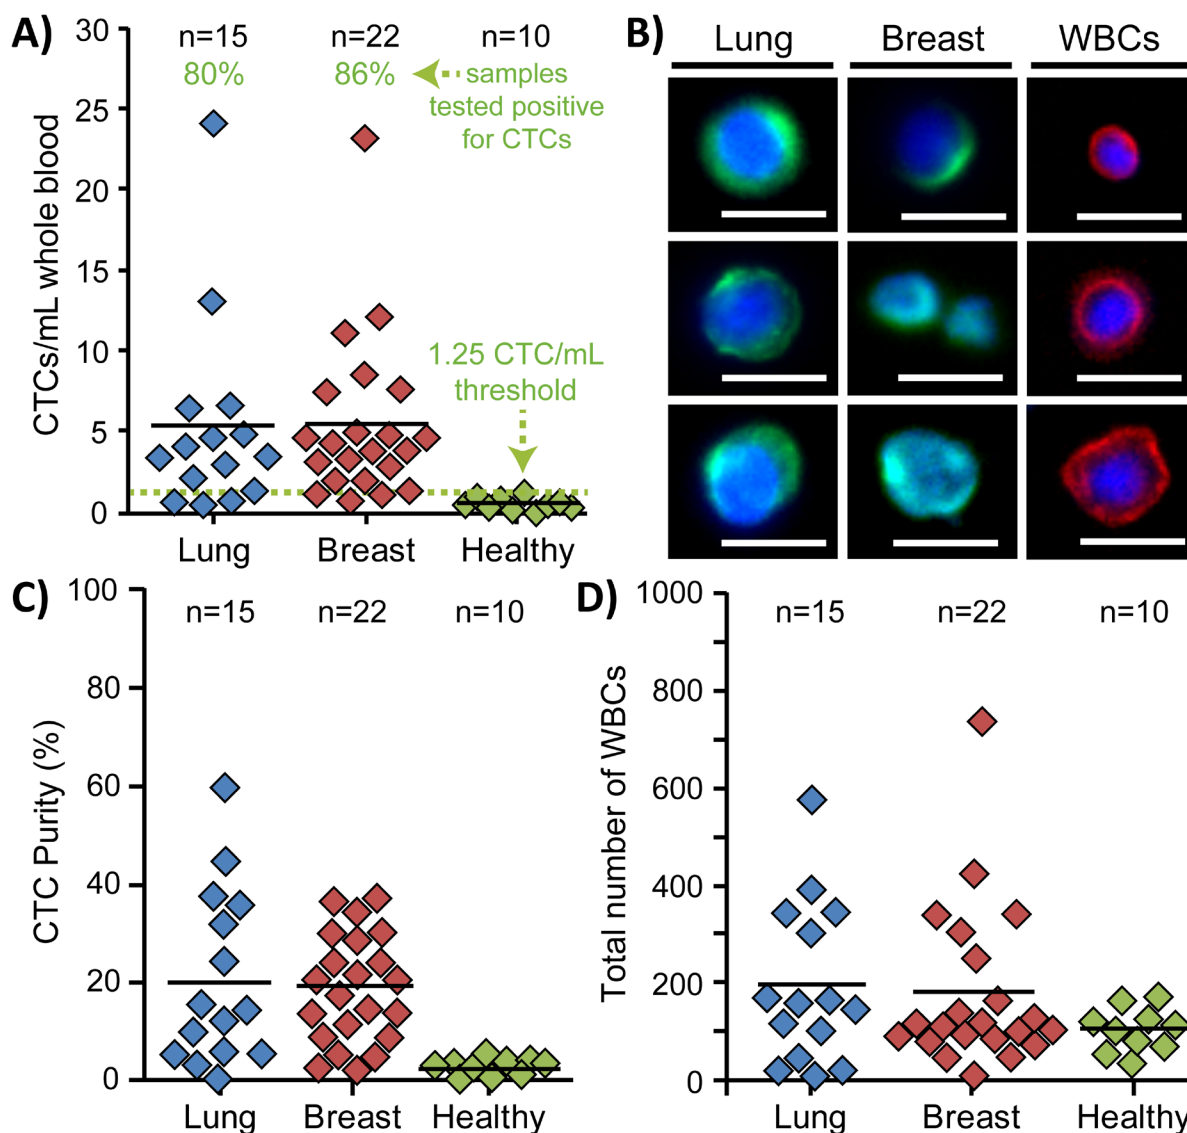 A)
30
25
20
15
10
5
0
CTCs/mL whole blood
n=15
n=22
n=10
80%
86%
samples
tested positive
for CTCs
1.25 CTC/mL
threshold
Lung
Breast
Healthy
B)
Lung
Breast
WBCs
C)
100
80
60
40
20
0
CTC Purity (%)
n=15
n=22
n=10
Lung
Breast
Healthy
D)
1000
800
600
400
200
0
Total number of WBCs
n=15
n=22
n=10
Lung
Breast
Healthy